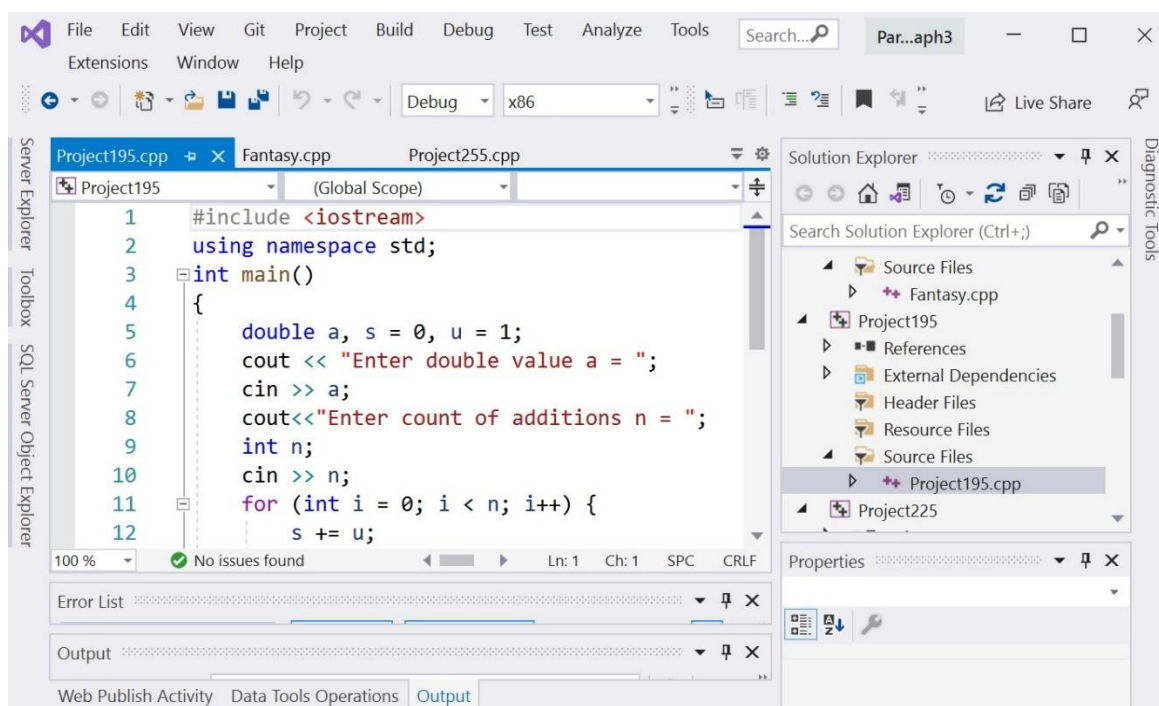 File Edit View Git Project Build Debug Test Analyze Tools Search... Par...aph3
Extensions Window Help
Debug x86 Live Share
Server Explorer
Toolbox
SQL Server Object Explorer
Project195.cpp Fantasy.cpp Project255.cpp
Project195 (Global Scope)
1 #include <iostream>
2 using namespace std;
3 int main()
4 {
5 double a, s = 0, u = 1;
6 cout << "Enter double value a = ";
7 cin >> a;
8 cout<<"Enter count of additions n = ";
9 int n;
10 cin >> n;
11 for (int i = 0; i < n; i++) {
12 s += u;
100 % No issues found Ln: 1 Ch: 1 SPC CRLF
Error List
Output
Web Publish Activity Data Tools Operations Output
Solution Explorer
Search Solution Explorer (Ctrl+;)
Source Files
Fantasy.cpp
Project195
References
External Dependencies
Header Files
Resource Files
Source Files
Project195.cpp
Project225
Properties
Diagnostic Tools